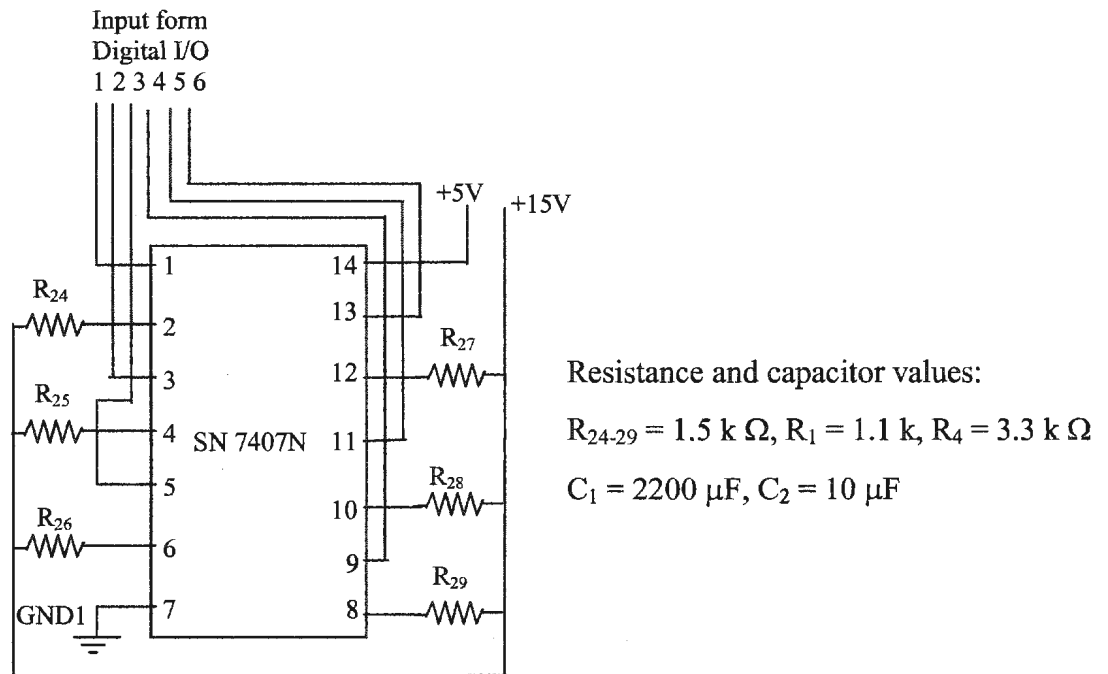 Input form
Digital I/O
1 2 3 4 5 6
+5V
+15V
1
14
R24
13
2
R27
3
12
R25
4
SN 7407N
11
5
R28
10
R26
6
9
R29
GND1
7
8
Resistance and capacitor values:
R24-29 = 1.5 k Ω, R1 = 1.1 k, R4 = 3.3 k Ω
C1 = 2200 μF, C2 = 10 μF